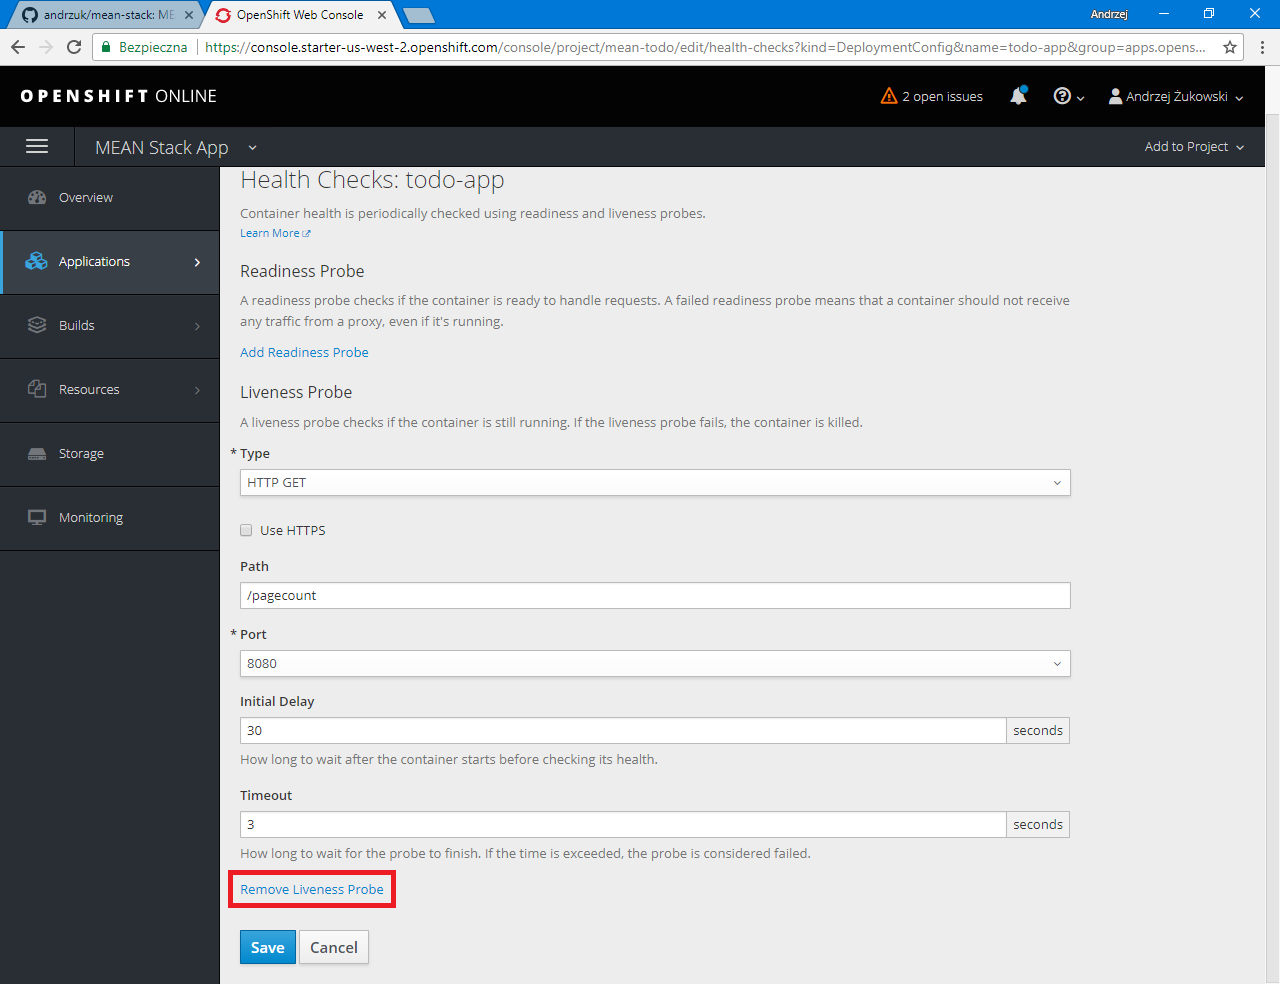 andrzuk/mean-stack: ME
OpenShift Web Console
Andrzej
Bezpieczna
https://console.starter-us-west-2.openshift.com/console/project/mean-todo/edit/health-checks?kind=DeploymentConfig&name=todo-app&group=apps.opens...
OPENSHIFT ONLINE
2 open issues
Andrzej Żukowski
MEAN Stack App
Add to Project
Overview
Applications
Builds
Resources
Storage
Monitoring
Health Checks: todo-app
Container health is periodically checked using readiness and liveness probes.
Learn More
Readiness Probe
A readiness probe checks if the container is ready to handle requests. A failed readiness probe means that a container should not receive
any traffic from a proxy, even if it's running.
Add Readiness Probe
Liveness Probe
A liveness probe checks if the container is still running. If the liveness probe fails, the container is killed.
* Type
HTTP GET
Use HTTPS
Path
/pagecount
* Port
8080
Initial Delay
30 seconds
How long to wait after the container starts before checking its health.
Timeout
3 seconds
How long to wait for the probe to finish. If the time is exceeded, the probe is considered failed.
Remove Liveness Probe
Save Cancel